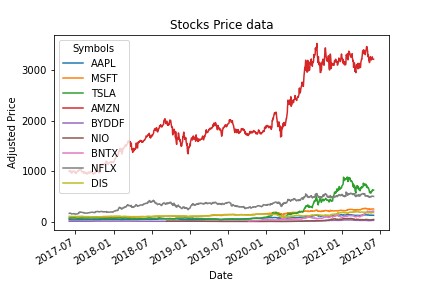 Stocks Price data
Symbols
AAPL
MSFT
TSLA
AMZN
BYDDF
NIO
BNTX
NFLX
DIS
Adjusted Price
3000
2000
1000
0
2017-07
2018-01
2018-07
2019-01
2019-07
2020-01
2020-07
2021-01
2021-07
Date